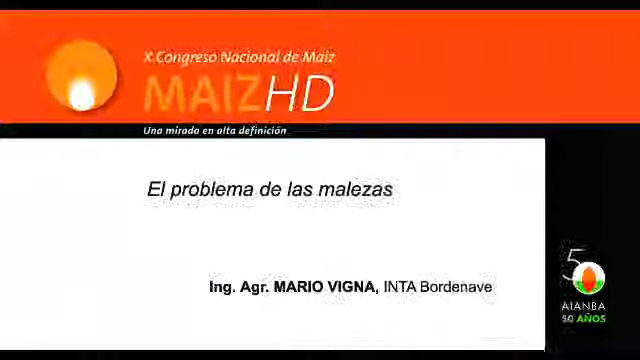 X Congreso Nacional de Maíz
MAIZHD
Una mirada en alta definición
El problema de las malezas
Ing. Agr. MARIO VIGNA, INTA Bordenave
50
AIANBA
50 AÑOS